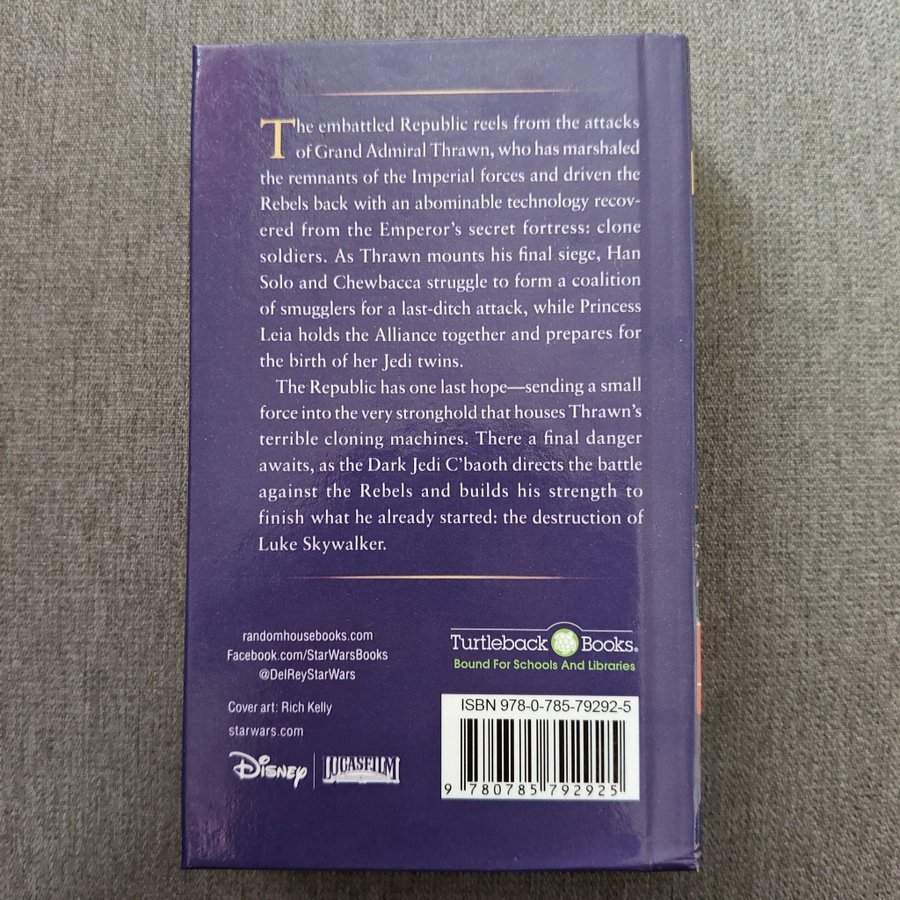 The embattled Republic reels from the attacks
of Grand Admiral Thrawn, who has marshaled
the remnants of the Imperial forces and driven the
Rebels back with an abominable technology recov-
ered from the Emperor's secret fortress: clone
soldiers. As Thrawn mounts his final siege, Han
Solo and Chewbacca struggle to form a coalition
of smugglers for a last-ditch attack, while Princess
Leia holds the Alliance together and prepares for
the birth of her Jedi twins.
The Republic has one last hope—sending a small
force into the very stronghold that houses Thrawn's
terrible cloning machines. There a final danger
awaits, as the Dark Jedi C'baoth directs the battle
against the Rebels and builds his strength to
finish what he already started: the destruction of
Luke Skywalker.
randomhousebooks.com
Facebook.com/StarWarsBooks
@DelReyStarWars
Cover art: Rich Kelly
starwars.com
Disney
LUCASFILM
Turtleback Books®
Bound For Schools And Libraries
ISBN 978-0-785-79292-5
9 780785 792925